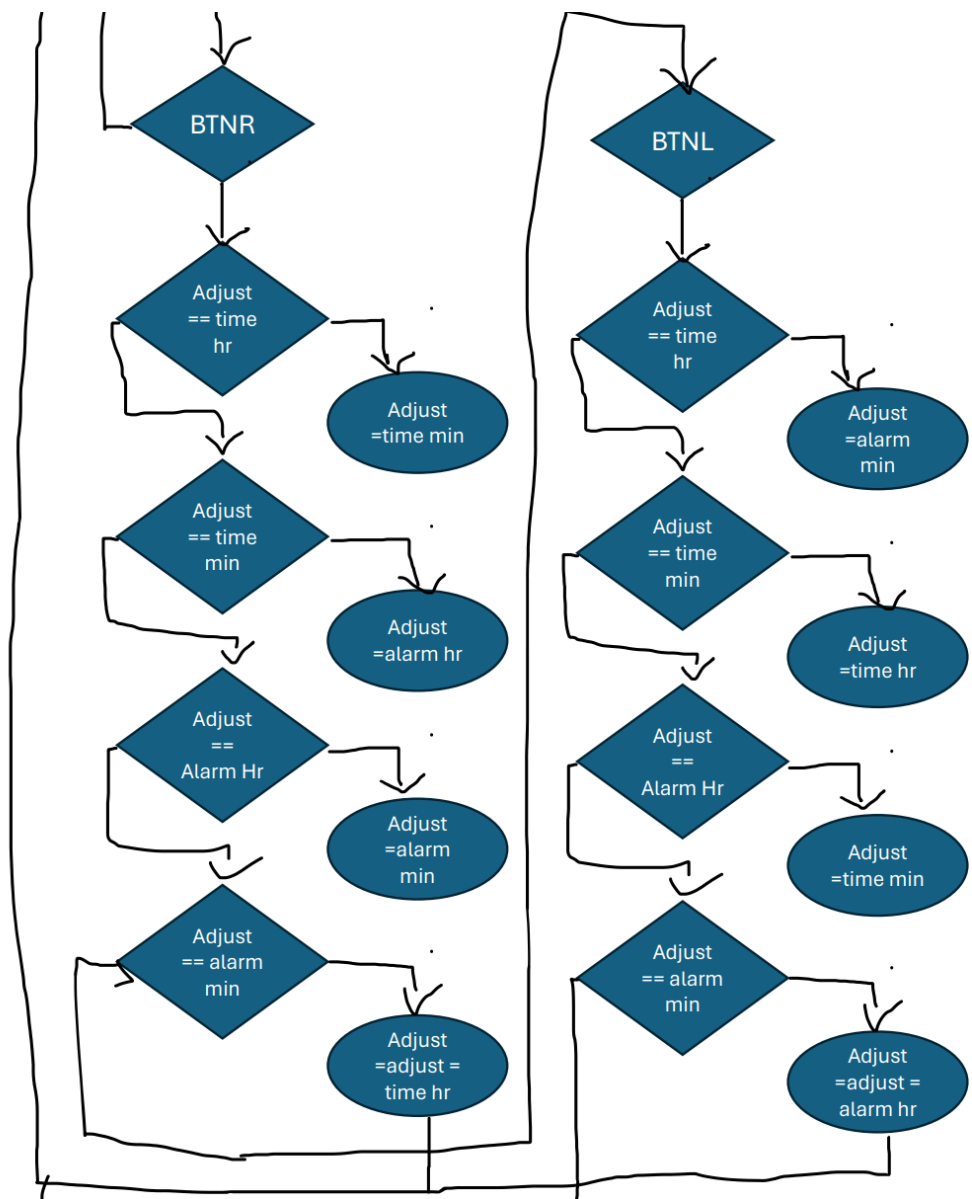 BTNR
Adjust
== time
hr
Adjust
=time min
Adjust
== time
min
Adjust
=alarm hr
Adjust
==
Alarm Hr
Adjust
=alarm
min
Adjust
== alarm
min
Adjust
=adjust =
time hr
BTNL
Adjust
== time
hr
Adjust
=alarm
min
Adjust
== time
min
Adjust
=time hr
Adjust
==
Alarm Hr
Adjust
=time min
Adjust
== alarm
min
Adjust
=adjust =
alarm hr